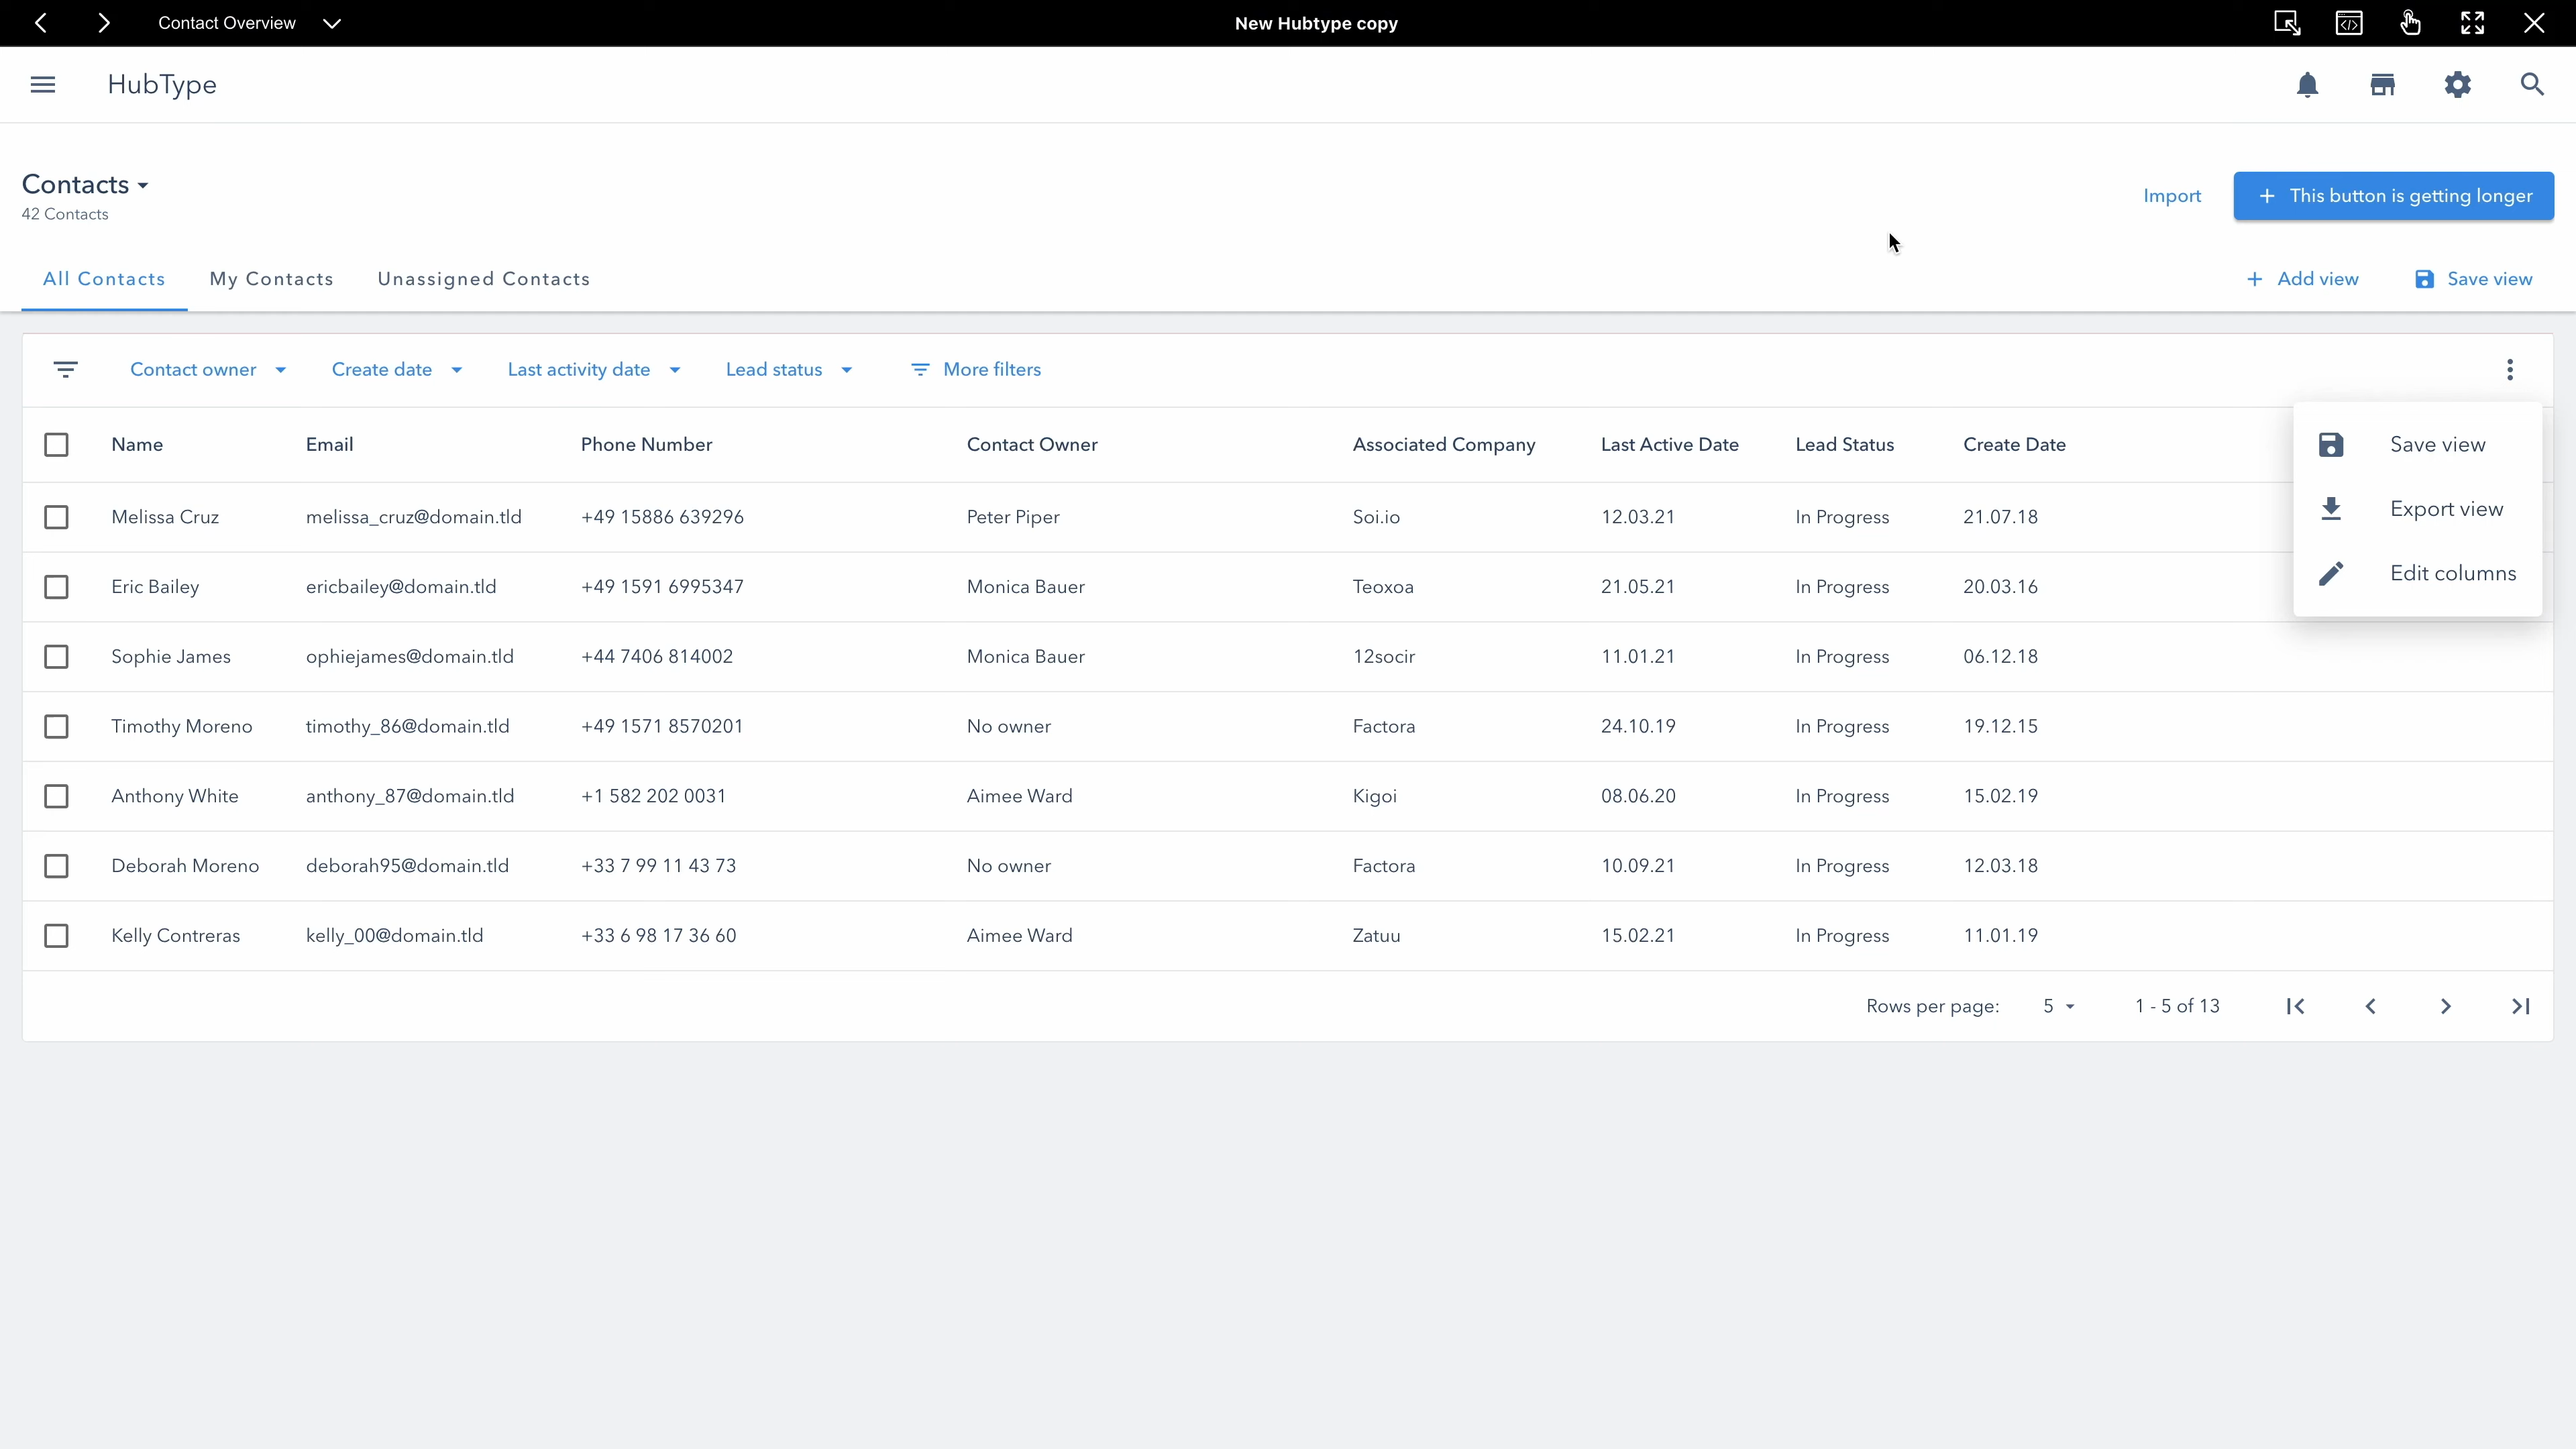 Contact Overview
New Hubtype copy
HubType
Contacts
42 Contacts
Import
+ This button is getting longer
All Contacts My Contacts Unassigned Contacts
+ Add view Save view
Contact owner Create date Last activity date Lead status More filters
Name Email Phone Number Contact Owner Associated Company Last Active Date Lead Status Create Date
Save view
Export view
Edit columns
Melissa Cruz melissa_cruz@domain.tld +49 15886 639296 Peter Piper Soi.io 12.03.21 In Progress 21.07.18
Eric Bailey ericbailey@domain.tld +49 1591 6995347 Monica Bauer Teoxoa 21.05.21 In Progress 20.03.16
Sophie James ophiejames@domain.tld +44 7406 814002 Monica Bauer 12socir 11.01.21 In Progress 06.12.18
Timothy Moreno timothy_86@domain.tld +49 1571 8570201 No owner Factora 24.10.19 In Progress 19.12.15
Anthony White anthony_87@domain.tld +1 582 202 0031 Aimee Ward Kigoi 08.06.20 In Progress 15.02.19
Deborah Moreno deborah95@domain.tld +33 7 99 11 43 73 No owner Factora 10.09.21 In Progress 12.03.18
Kelly Contreras kelly_00@domain.tld +33 6 98 17 36 60 Aimee Ward Zatuu 15.02.21 In Progress 11.01.19
Rows per page: 5 1 - 5 of 13